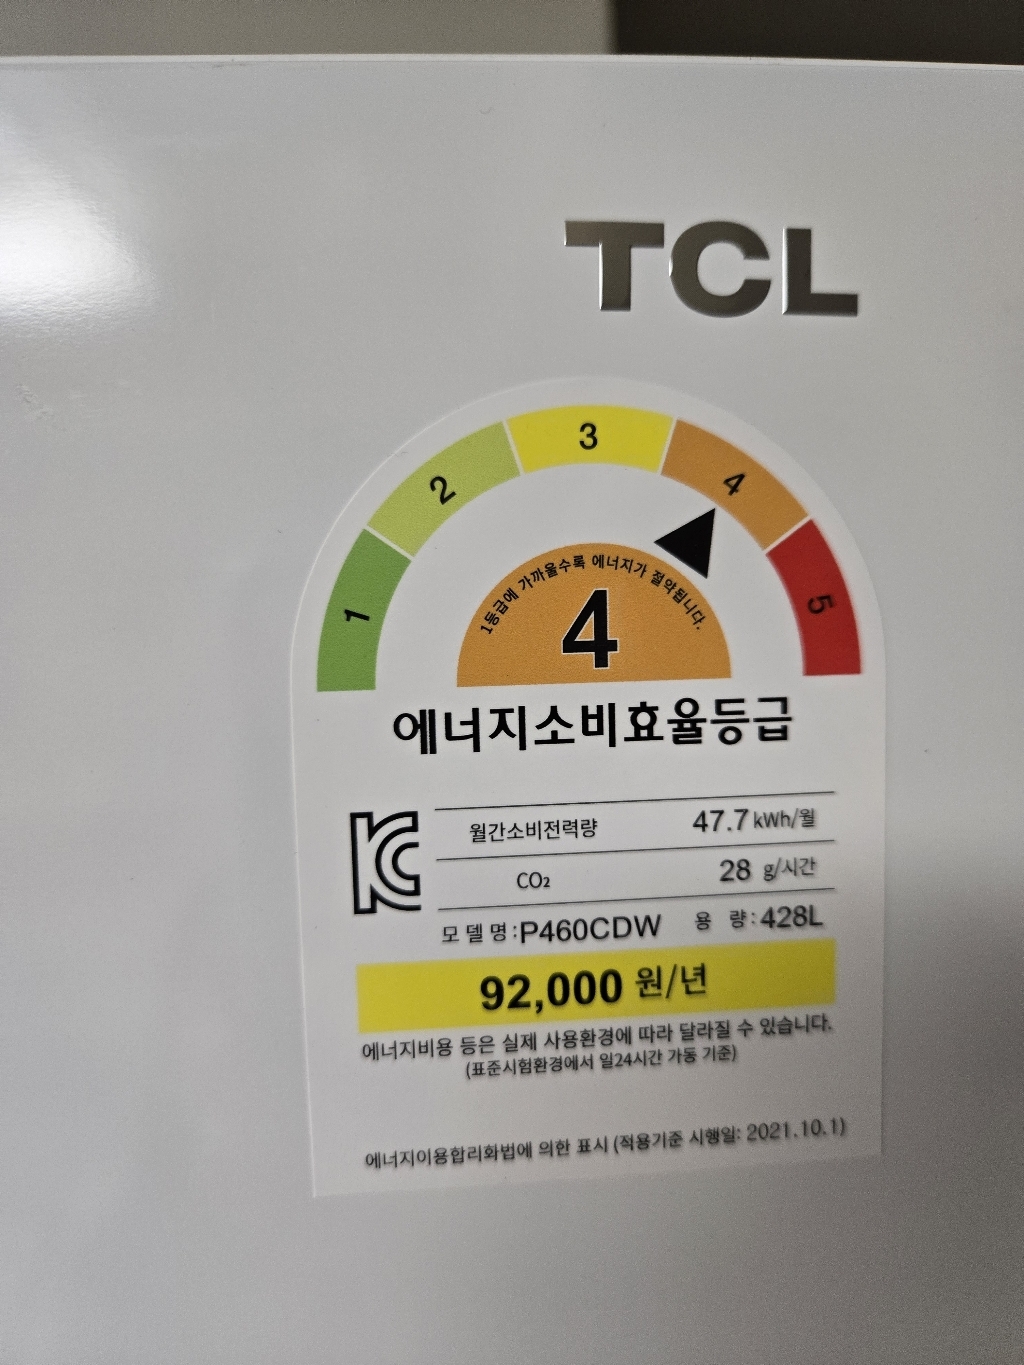 TCL
1
2
3
4
5
1등급에 가까울수록 에너지가 절약됩니다.
4
에너지소비효율등급
월간소비전력량 47.7 kWh/월
CO₂ 28 g/시간
모델명:P460CDW 용 량:428L
92,000 원/년
에너지비용 등은 실제 사용환경에 따라 달라질 수 있습니다.
(표준시험환경에서 일24시간 가동 기준)
에너지이용합리화법에 의한 표시 (적용기준 시행일: 2021.10.1)